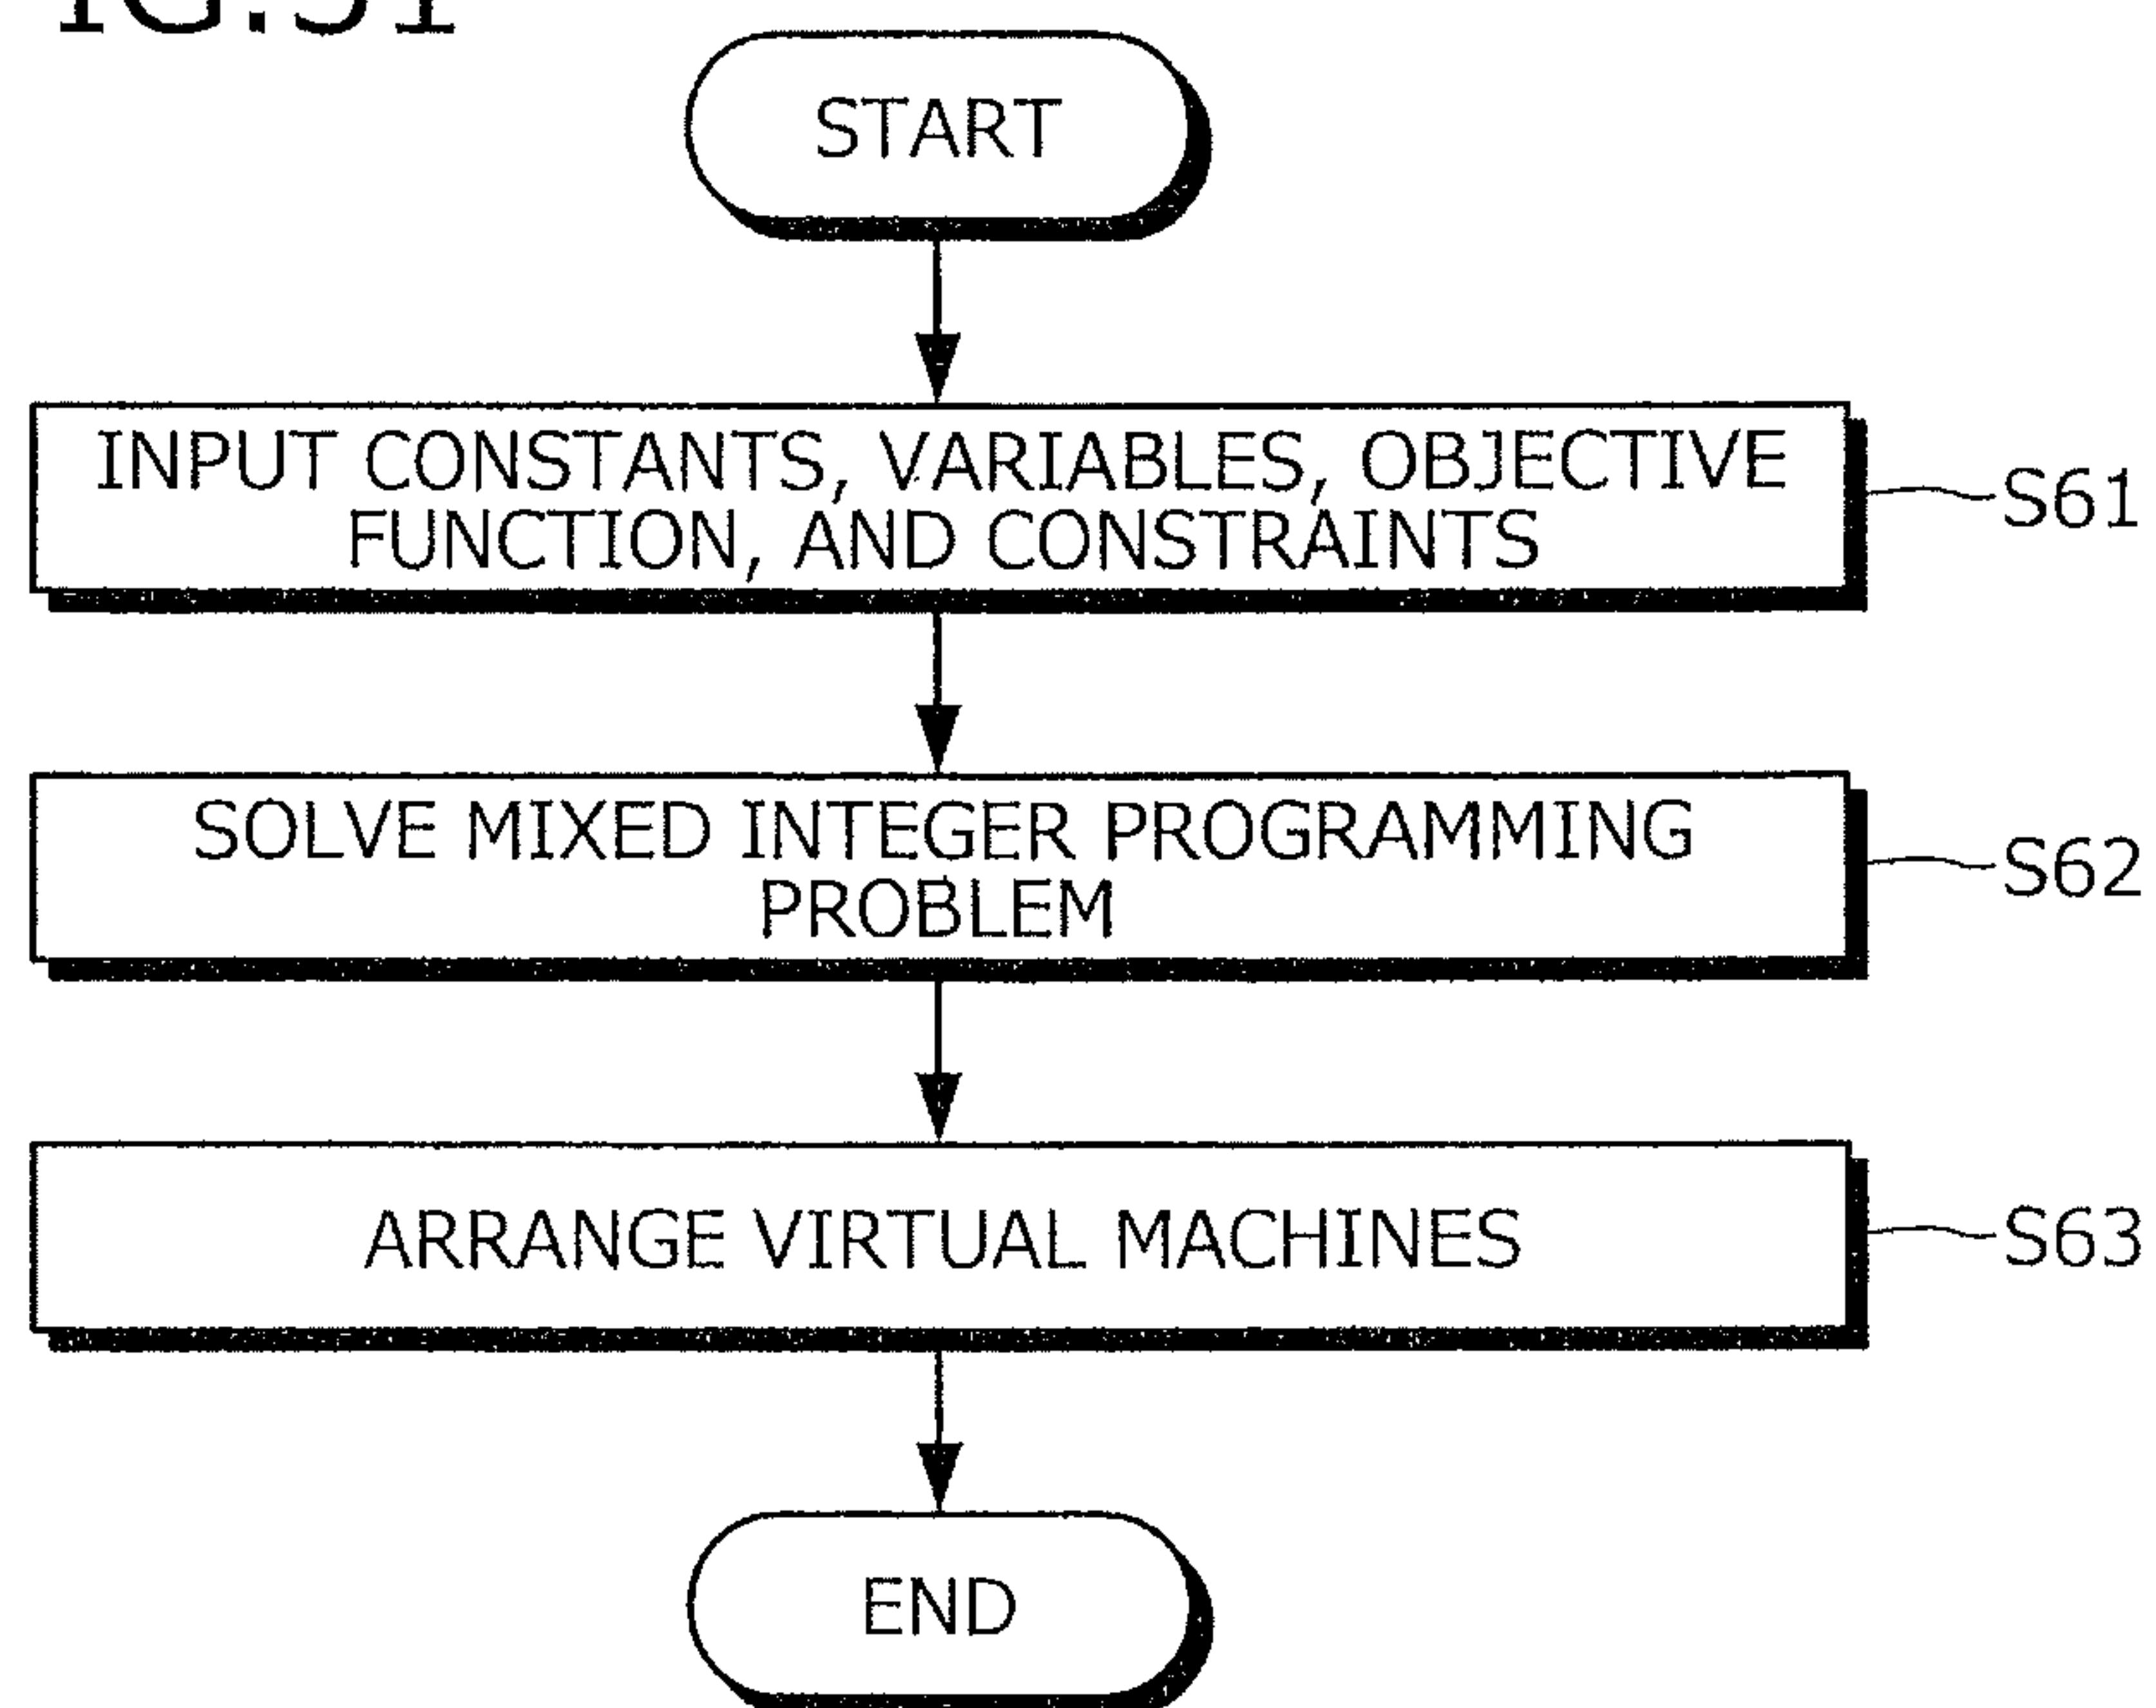 START
INPUT CONSTANTS, VARIABLES, OBJECTIVE
FUNCTION, AND CONSTRAINTS
S61
SOLVE MIXED INTEGER PROGRAMMING
PROBLEM
S62
ARRANGE VIRTUAL MACHINES
S63
END